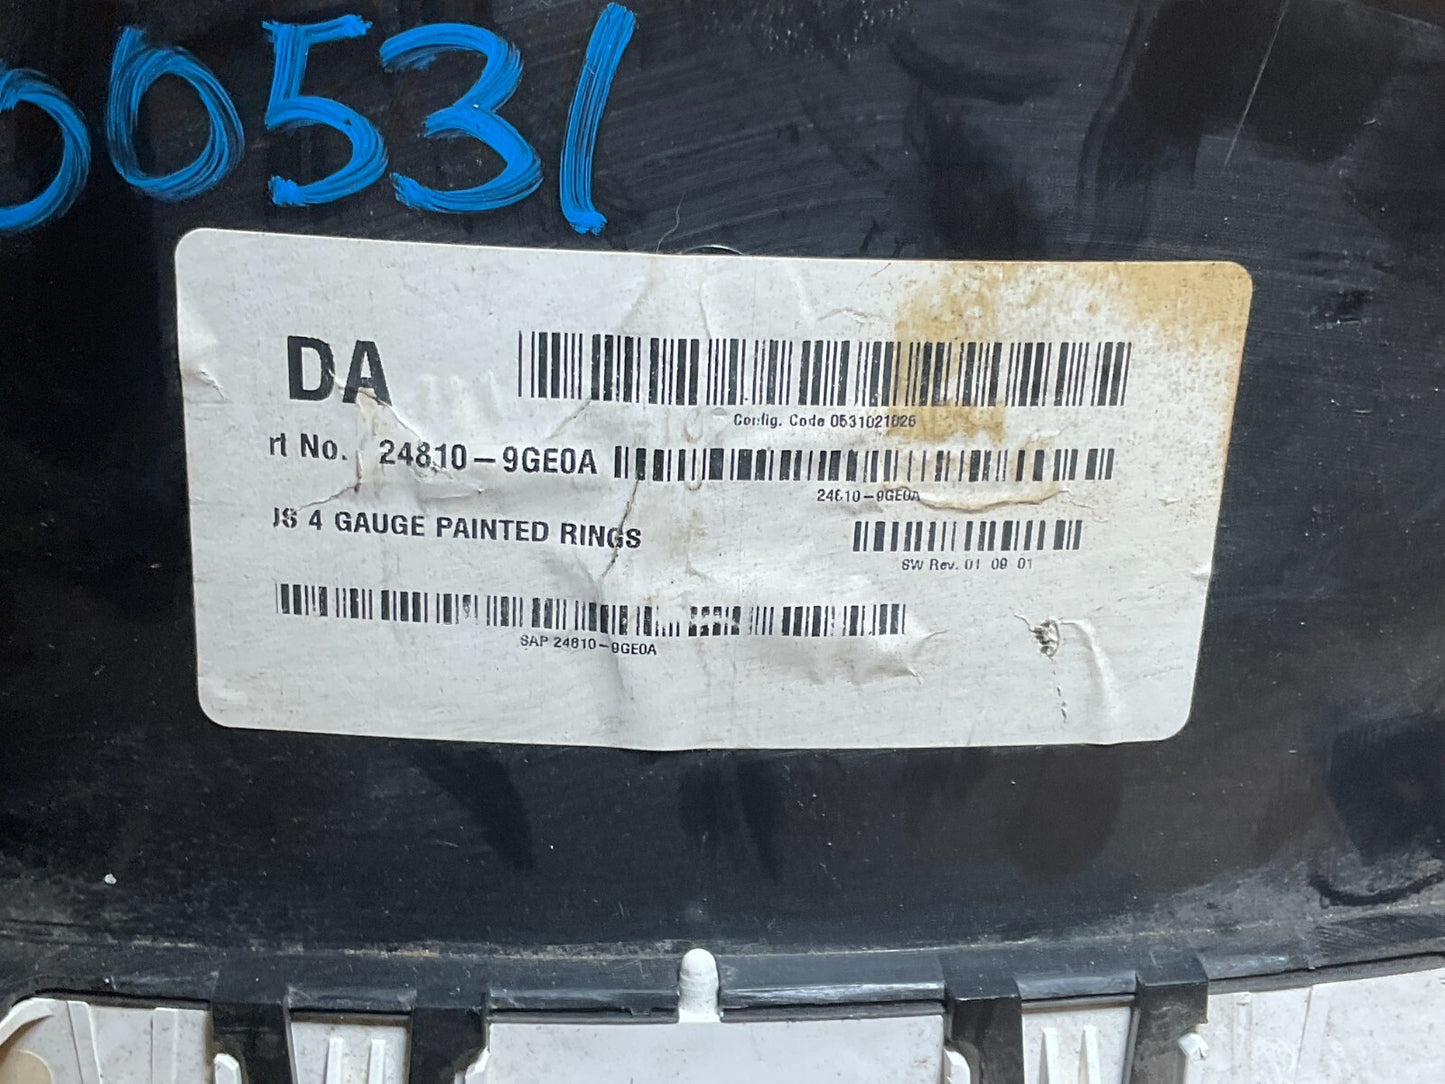 00531
DA
Config. Code 0531021826
rt No. 24810-9GE0A
24810-9GE0A
US 4 GAUGE PAINTED RINGS
SW Rev. 01 09 01
SAP 24810-9GE0A